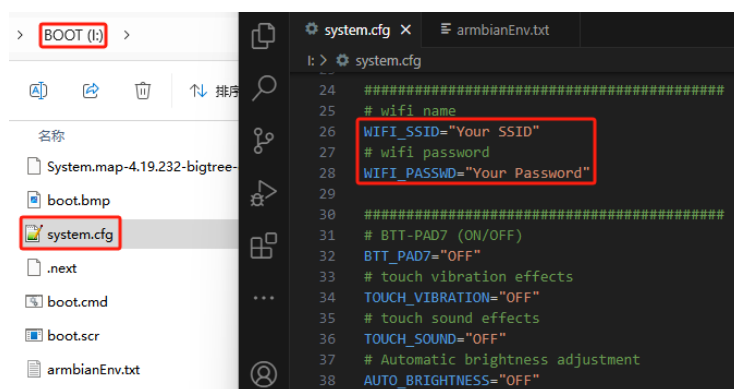 BOOT (I:)
排序
名称
System.map-4.19.232-bigtree-
boot.bmp
system.cfg
.next
boot.cmd
boot.scr
armbianEnv.txt
system.cfg
armbianEnv.txt
I: > system.cfg
24 ###########################################
25 # wifi name
26 WIFI_SSID="Your SSID"
27 # wifi password
28 WIFI_PASSWD="Your Password"
29
30 ###########################################
31 # BTT-PAD7 (ON/OFF)
32 BTT_PAD7="OFF"
33 # touch vibration effects
34 TOUCH_VIBRATION="OFF"
35 # touch sound effects
36 TOUCH_SOUND="OFF"
37 # Automatic brightness adjustment
38 AUTO_BRIGHTNESS="OFF"